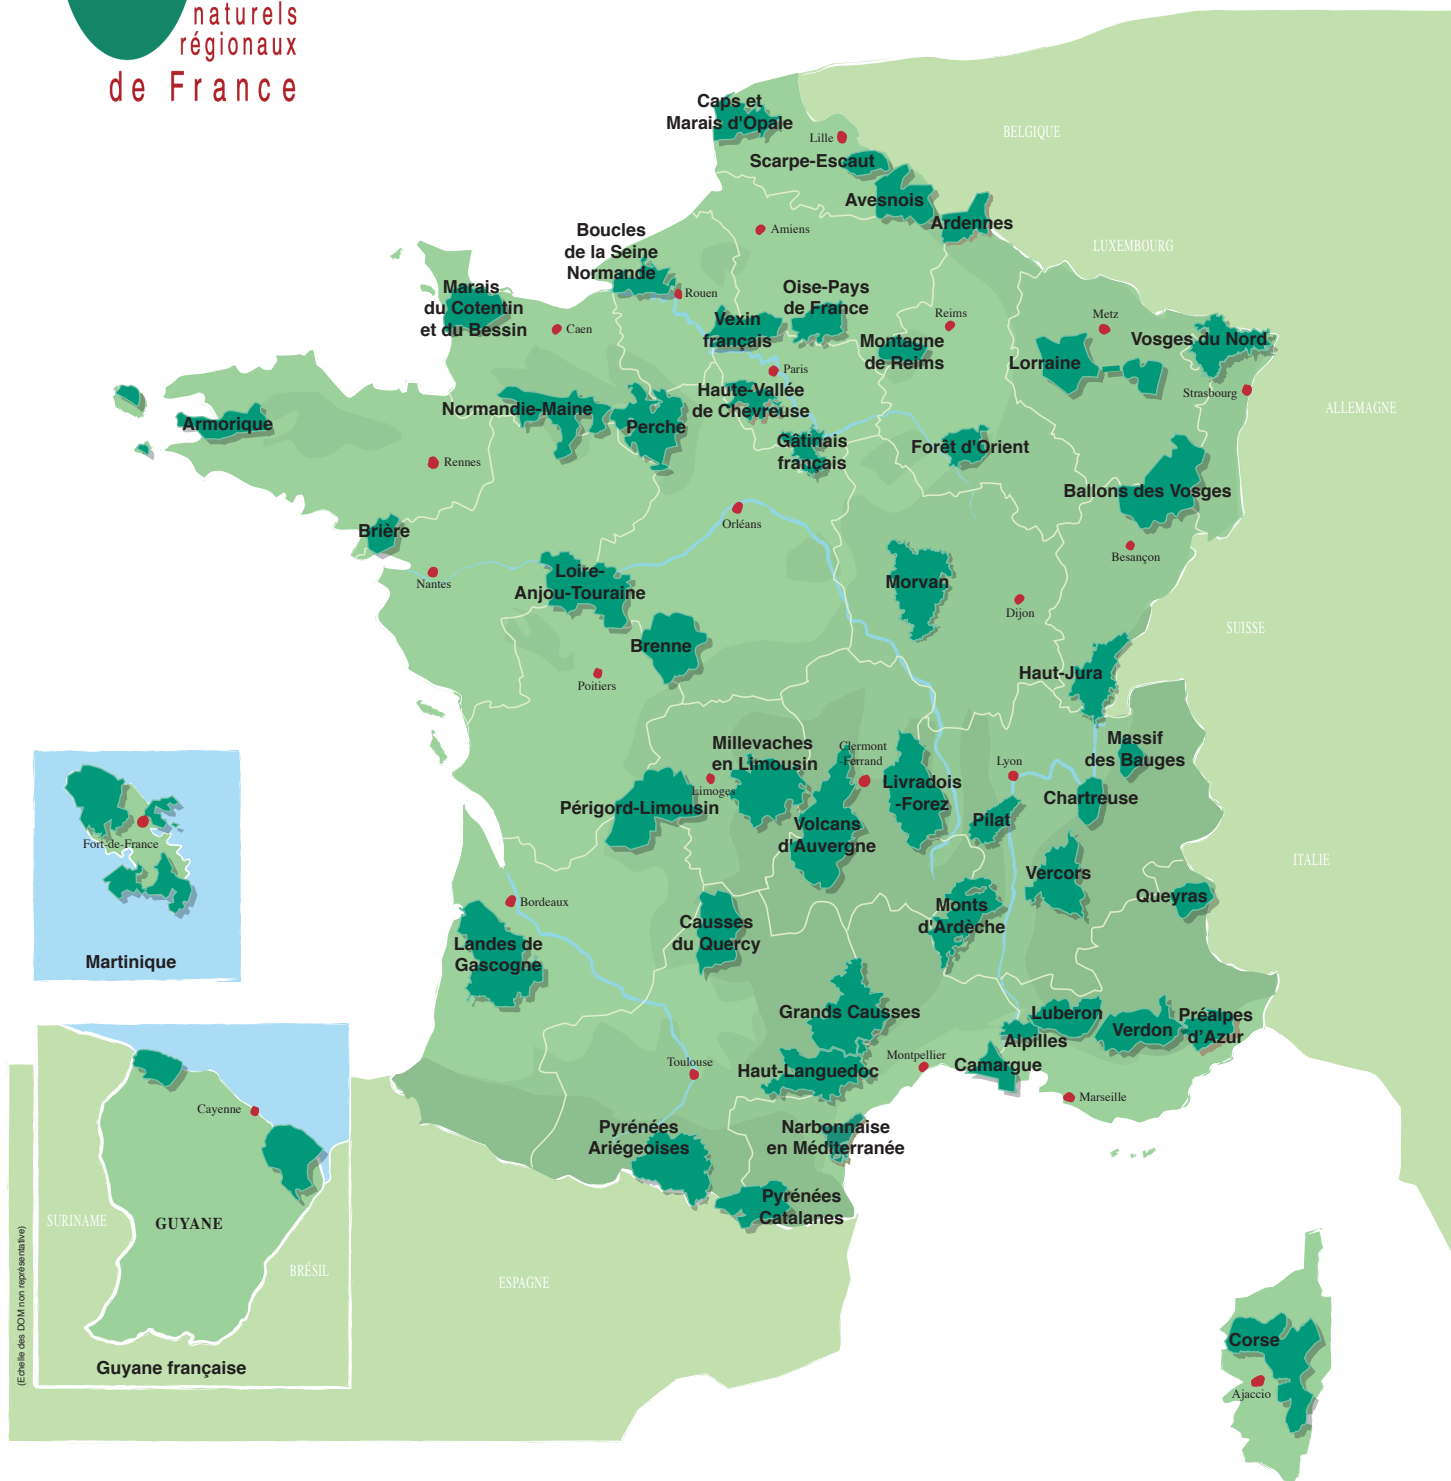 naturels
régionaux
de France
Caps et
Marais d'Opale
Lille
BELGIQUE
Scarpe-Escaut
Avesnois
Ardennes
Amiens
LUXEMBOURG
Boucles
de la Seine
Normande
Rouen
Oise-Pays
de France
Marais
du Cotentin
et du Bessin
Caen
Vexin
français
Reims
Montagne
de Reims
Metz
Lorraine
Vosges du Nord
Paris
Strasbourg
ALLEMAGNE
Haute-Vallée
de Chevreuse
Normandie-Maine
Perche
Armorique
Gâtinais
français
Forêt d'Orient
Rennes
Ballons des Vosges
Orléans
Brière
Besançon
Nantes
Loire-
Anjou-Touraine
Morvan
Dijon
SUISSE
Brenne
Poitiers
Haut-Jura
Millevaches
en Limousin
Clermont
-Ferrand
Massif
des Bauges
Lyon
Limoges
Livradois
-Forez
Périgord-Limousin
Chartreuse
Volcans
d'Auvergne
Pilat
Fort-de-France
ITALIE
Vercors
Queyras
Bordeaux
Monts
d'Ardèche
Causses
du Quercy
Landes de
Gascogne
Martinique
Grands Causses
Luberon
Verdon
Préalpes
d'Azur
Alpilles
Toulouse
Haut-Languedoc
Montpellier
Camargue
Marseille
Cayenne
Pyrénées
Ariégeoises
Narbonnaise
en Méditerranée
Pyrénées
Catalanes
SURINAME
GUYANE
BRÉSIL
ESPAGNE
(Echelle des DOM non représentative)
Guyane française
Corse
Ajaccio